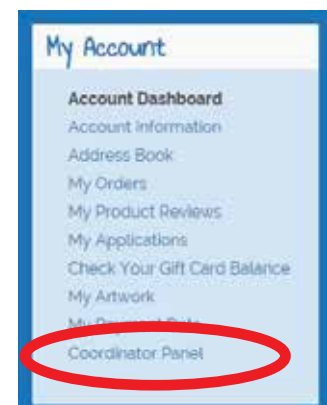 My Account
Account Dashboard
Account Information
Address Book
My Orders
My Product Reviews
My Applications
Check Your Gift Card Balance
My Artwork
My Payment
Coordinator Panel